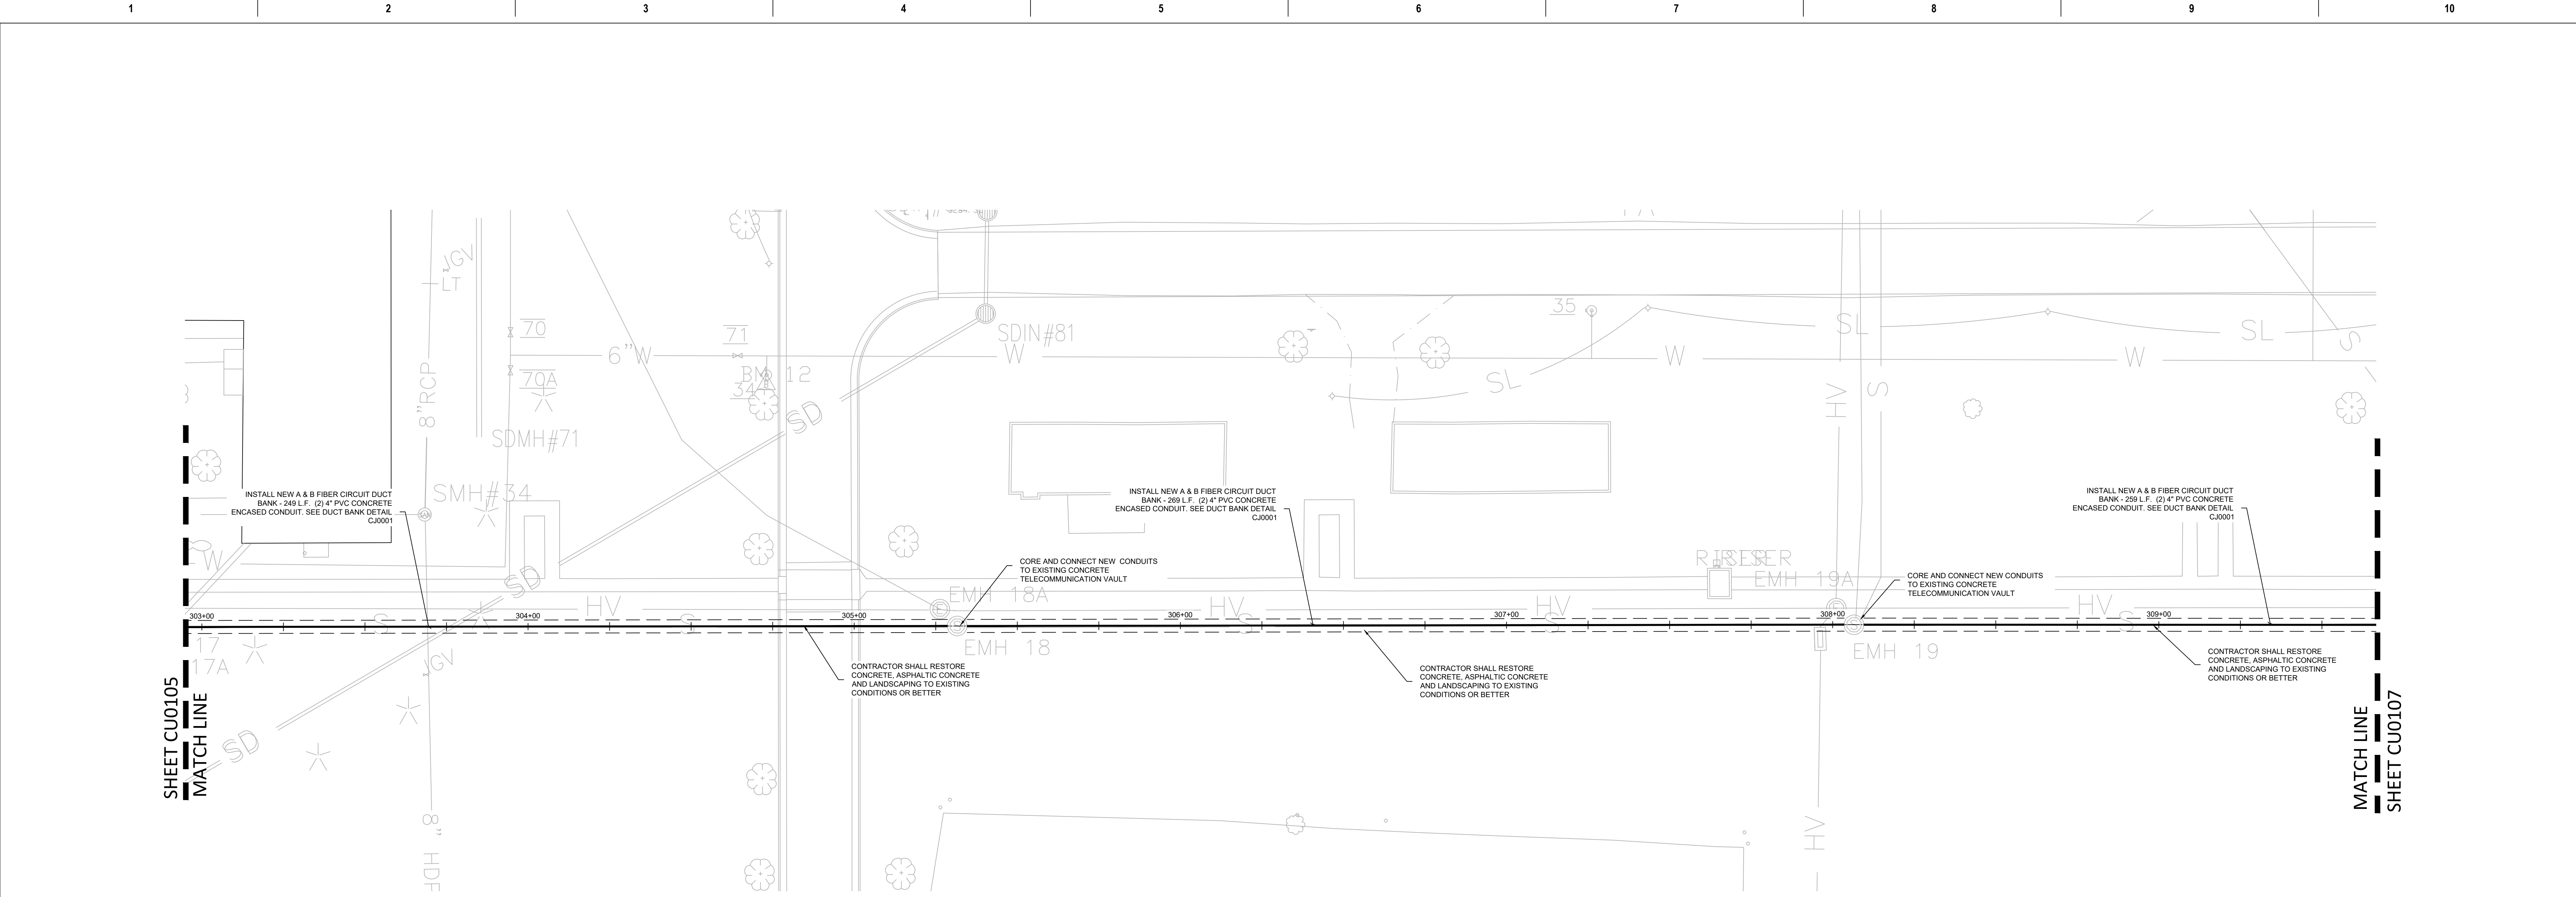 1 2 3 4 5 6 7 8 9 10
JGV
LT
70
6"W
71
SDIN#81
W
35
SL
W
SL
W
SL
S
70A
BM 12
34
SL
HV
S
8"RCP
SD
SDMH#71
SMH#34
INSTALL NEW A & B FIBER CIRCUIT DUCT
BANK - 249 L.F. (2) 4" PVC CONCRETE
ENCASED CONDUIT. SEE DUCT BANK DETAIL
CJ0001
INSTALL NEW A & B FIBER CIRCUIT DUCT
BANK - 269 L.F. (2) 4" PVC CONCRETE
ENCASED CONDUIT. SEE DUCT BANK DETAIL
CJ0001
INSTALL NEW A & B FIBER CIRCUIT DUCT
BANK - 259 L.F. (2) 4" PVC CONCRETE
ENCASED CONDUIT. SEE DUCT BANK DETAIL
CJ0001
W
SD
CORE AND CONNECT NEW CONDUITS
TO EXISTING CONCRETE
TELECOMMUNICATION VAULT
RISER
EMH 19A
CORE AND CONNECT NEW CONDUITS
TO EXISTING CONCRETE
TELECOMMUNICATION VAULT
EMH 18A
HV
HV
HV
HV
303+00
304+00
305+00
306+00
307+00
308+00
309+00
S
S
S
S
S
17
17A
JGV
EMH 18
EMH 19
CONTRACTOR SHALL RESTORE
CONCRETE, ASPHALTIC CONCRETE
AND LANDSCAPING TO EXISTING
CONDITIONS OR BETTER
CONTRACTOR SHALL RESTORE
CONCRETE, ASPHALTIC CONCRETE
AND LANDSCAPING TO EXISTING
CONDITIONS OR BETTER
CONTRACTOR SHALL RESTORE
CONCRETE, ASPHALTIC CONCRETE
AND LANDSCAPING TO EXISTING
CONDITIONS OR BETTER
SHEET CU0105
MATCH LINE
SD
8" HDP
HV
MATCH LINE
SHEET CU0107